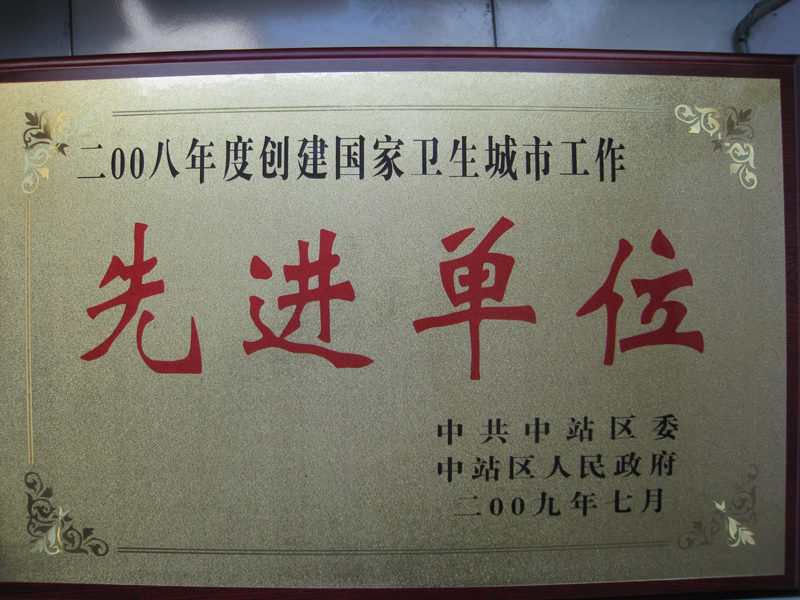 二00八年度创建国家卫生城市工作
先进单位
中共中站区委
中站区人民政府
二00九年七月